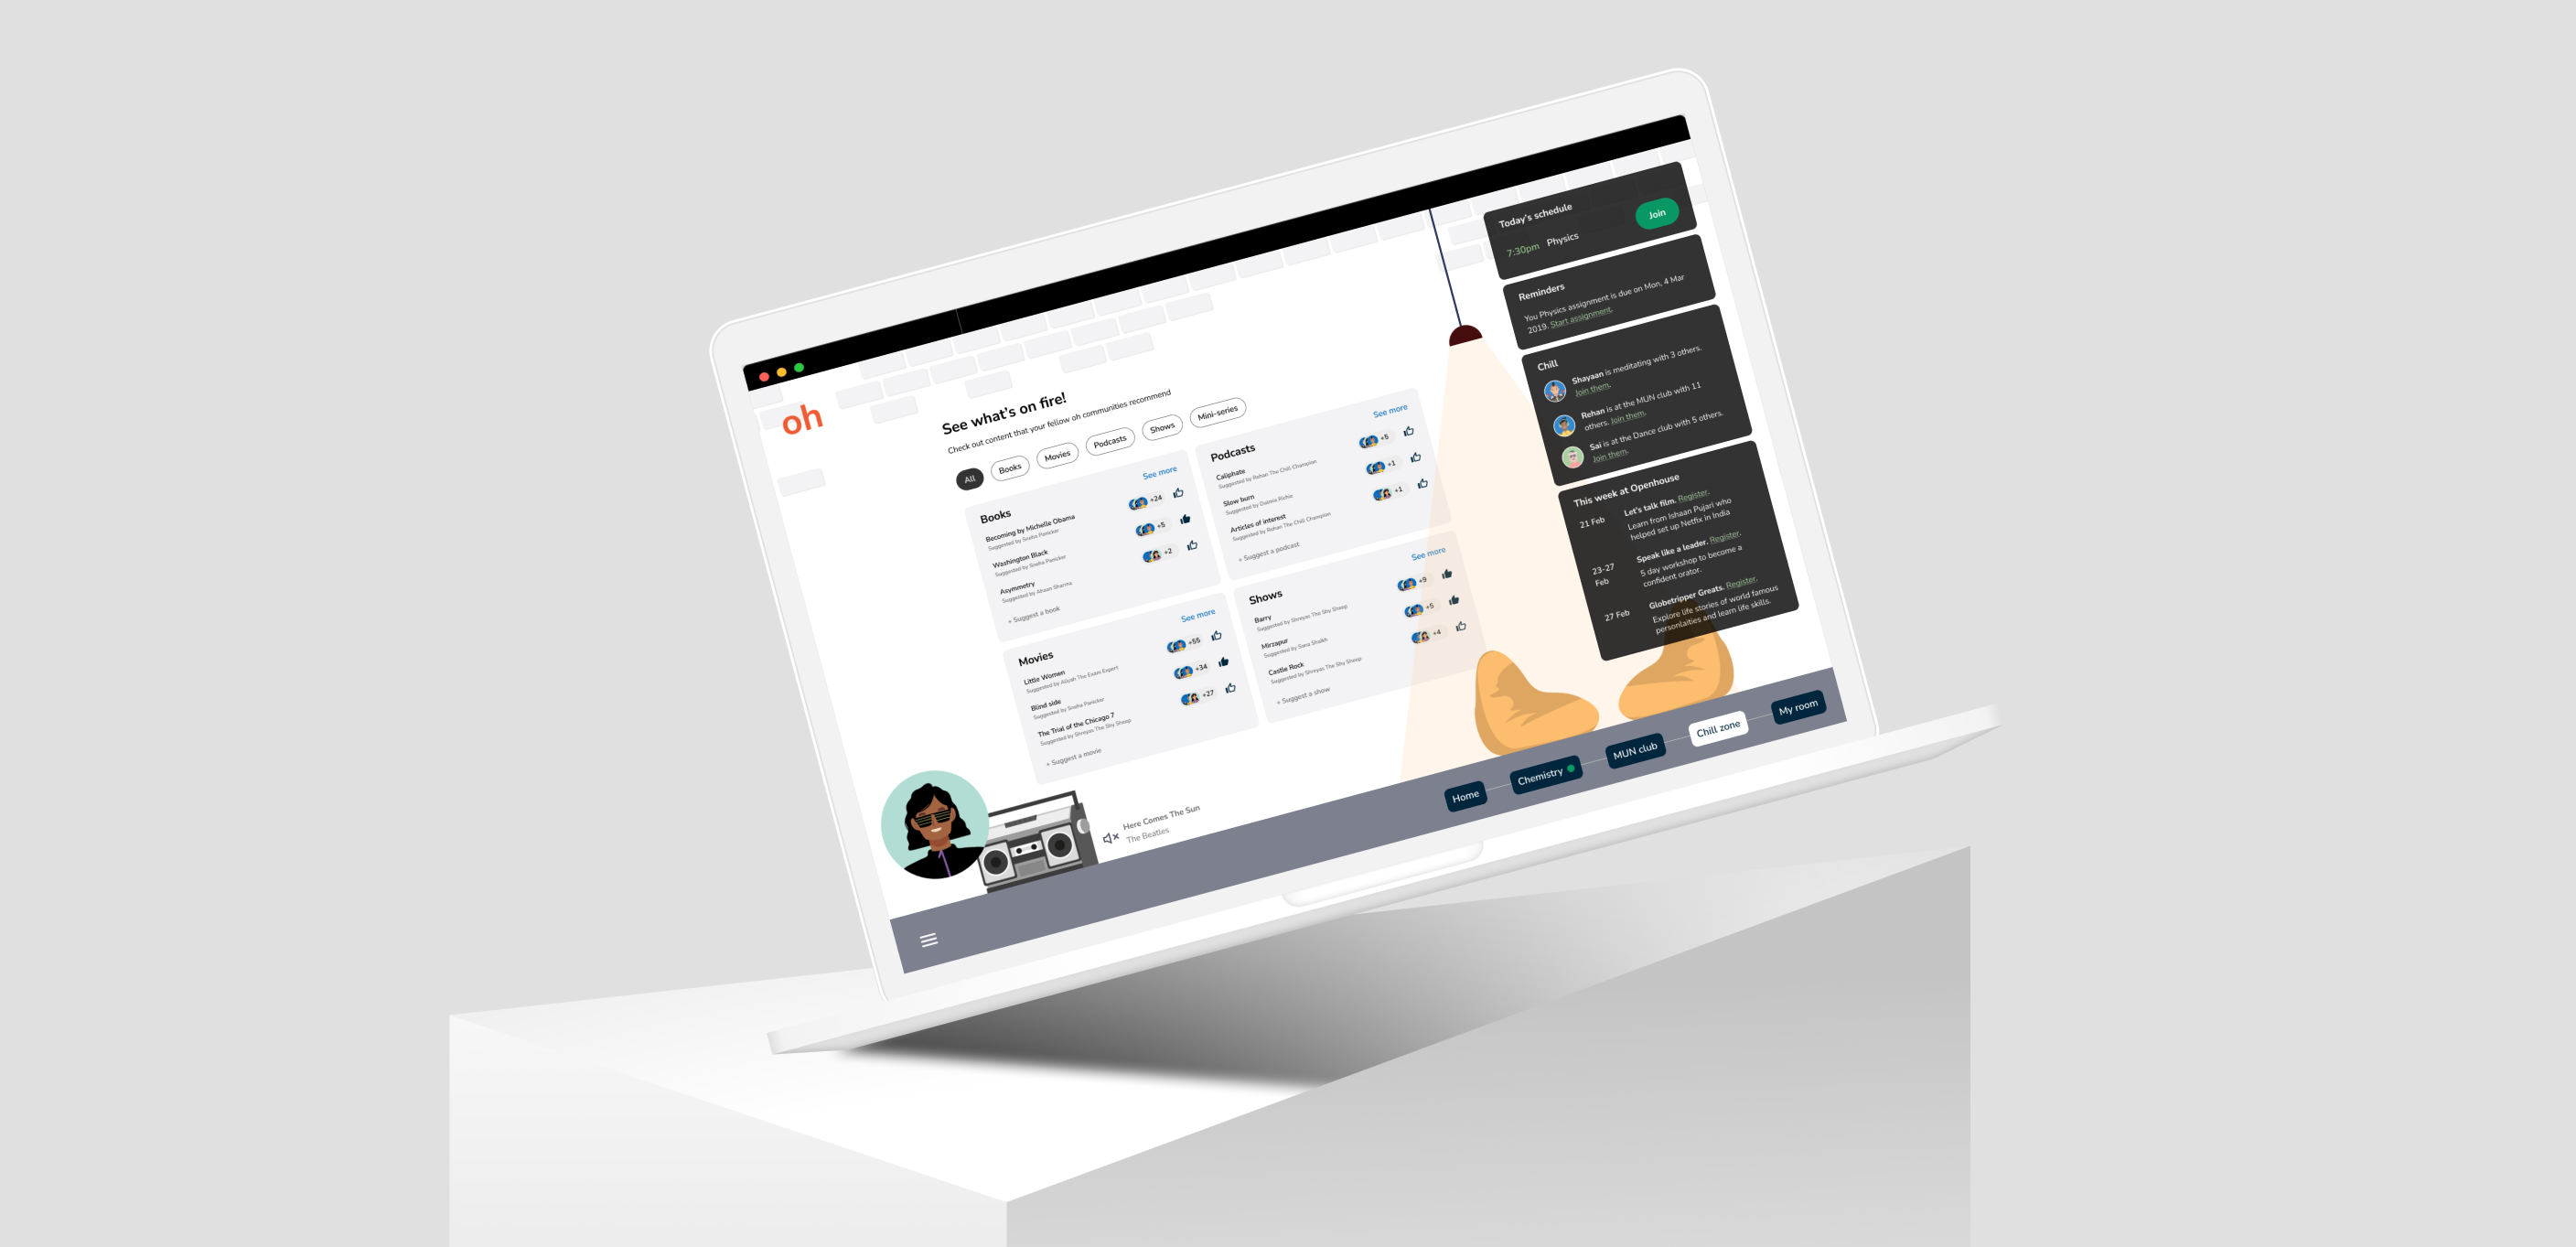 oh
See what's on fire!
Check out content that your fellow oh communities recommend
All
Books
Movies
Podcasts
Shows
Mini-series
Books
See more
Becoming by Michelle Obama
Suggested by Sneha Panicker
+24
Washington Black
Suggested by Sneha Panicker
+5
Asymmetry
Suggested by Ahaan Sharma
+2
+ Suggest a book
Podcasts
See more
Caliphate
Suggested by Rehan The Chill Champion
+5
Slow burn
Suggested by Richie
+1
Articles of interest
Suggested by Rehan The Chill Champion
+1
+ Suggest a podcast
Movies
See more
Little Women
Suggested by Aliyah The Exam Expert
+55
Blind side
Suggested by Sneha Panicker
+34
The Trial of the Chicago 7
Suggested by Shreyas The Shy Sheep
+27
+ Suggest a movie
Shows
See more
Barry
Suggested by Shreyas The Shy Sheep
+9
Mirzapur
Suggested by Sana Shaikh
+5
Castle Rock
Suggested by Shreyas The Shy Sheep
+4
+ Suggest a show
Today's schedule
7:30pm Physics
Join
Reminders
You Physics assignment is due on Mon, 4 Mar
2019. Start assignment.
Chill
Shayaan is meditating with 3 others.
Join them.
Rehan is at the MUN club with 11
others. Join them.
Sai is at the Dance club with 5 others.
Join them.
This week at Openhouse
21 Feb
Let's talk film. Register.
Learn from Ishaan Pujari who
helped set up Netfix in India
23-27
Feb
Speak like a leader. Register.
5 day workshop to become a
confident orator.
27 Feb
Globetripper Greats. Register.
Explore life stories of world famous
personlaities and learn life skills.
Here Comes The Sun
The Beatles
Home
Chemistry
MUN club
Chill zone
My room